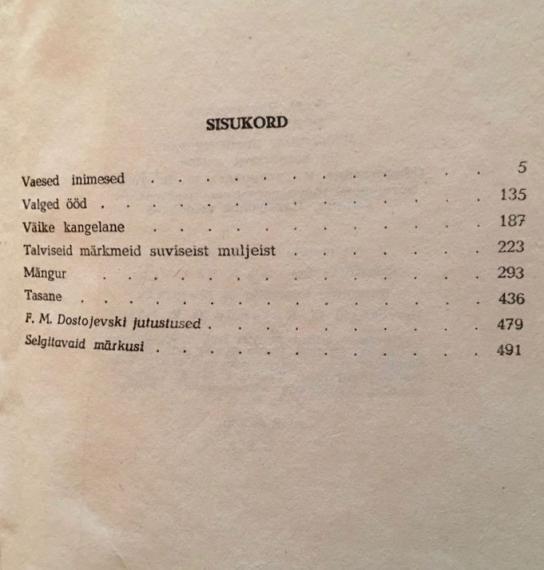 SISUKORD
Vaesed inimesed . . . . . . . . . . . 5
Valged ööd . . . . . . . . . . . . . . 135
Väike kangelane . . . . . . . . . . . . 187
Talviseid märkmeid suviseist muljeist . . . . . . . 223
Mängur . . . . . . . . . . . . . . 293
Tasane . . . . . . . . . . . . . . . 436
F. M. Dostojevski jutustused . . . . . . . . . . 479
Selgitavaid märkusi . . . . . . . . . . . . 491